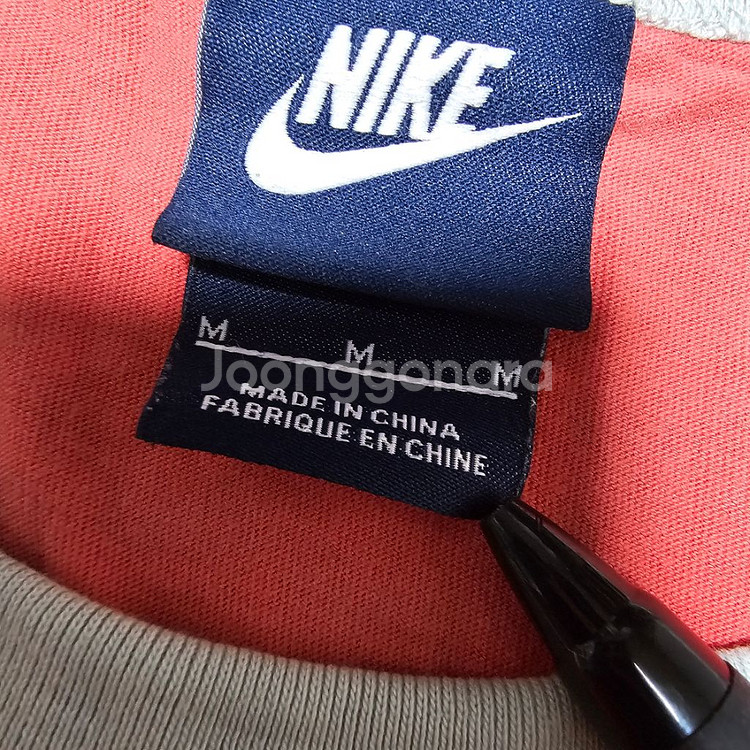 NIKE
M M M
Joonggonara
MADE IN CHINA
FABRIQUE EN CHINE